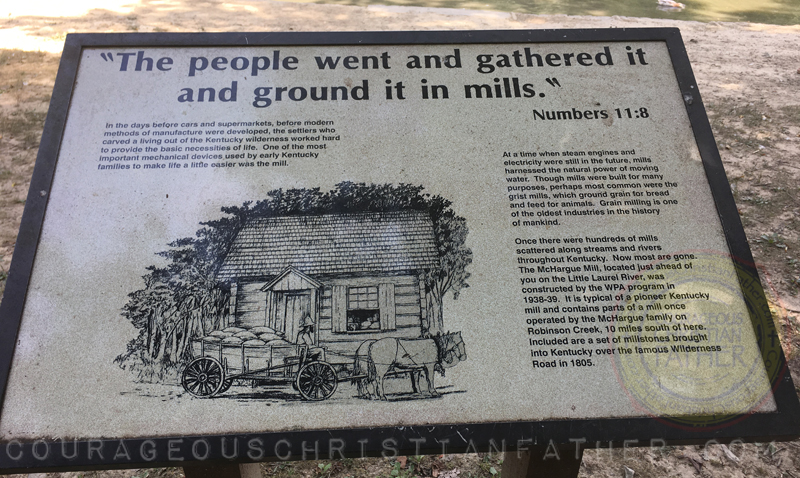 "The people went and gathered it
and ground it in mills."
Numbers 11:8
In the days before cars and supermarkets, before modern
methods of manufacture were developed, the settlers who
carved a living out of the Kentucky wilderness worked hard
to provide the basic necessities of life. One of the most
important mechanical devices used by early Kentucky
families to make life a little easier was the mill.
At a time when steam engines and
electricity were still in the future, mills
harnessed the natural power of moving
water. Though mills were built for many
purposes, perhaps most common were the
grist mills, which ground grain for bread
and feed for animals. Grain milling is one
of the oldest industries in the history
of mankind.
Once there were hundreds of mills
scattered along streams and rivers
throughout Kentucky. Now most are gone.
The McHargue Mill, located just ahead of
you on the Little Laurel River, was
constructed by the WPA program in
1938-39. It is typical of a pioneer Kentucky
mill and contains parts of a mill once
operated by the McHargue family on
Robinson Creek, 10 miles south of here.
Included are a set of millstones brought
into Kentucky over the famous Wilderness
Road in 1805.
FATHER
COURAGEOUSCHRISTIANFATHER.COM